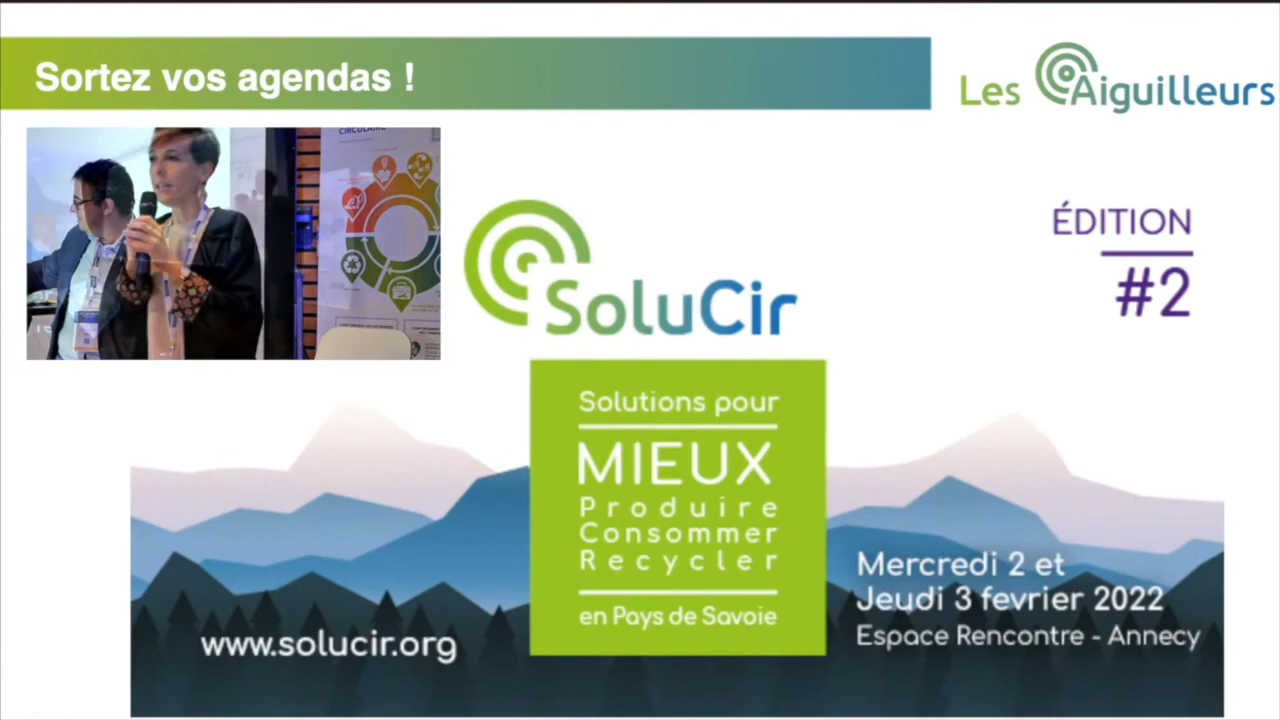 Sortez vos agendas !
Les Aiguilleurs
CIRCULAIRE
ÉDITION
#2
SoluCir
Solutions pour
MIEUX
Produire
Consommer
Recycler
en Pays de Savoie
Mercredi 2 et
Jeudi 3 fevrier 2022
Espace Rencontre - Annecy
www.solucir.org